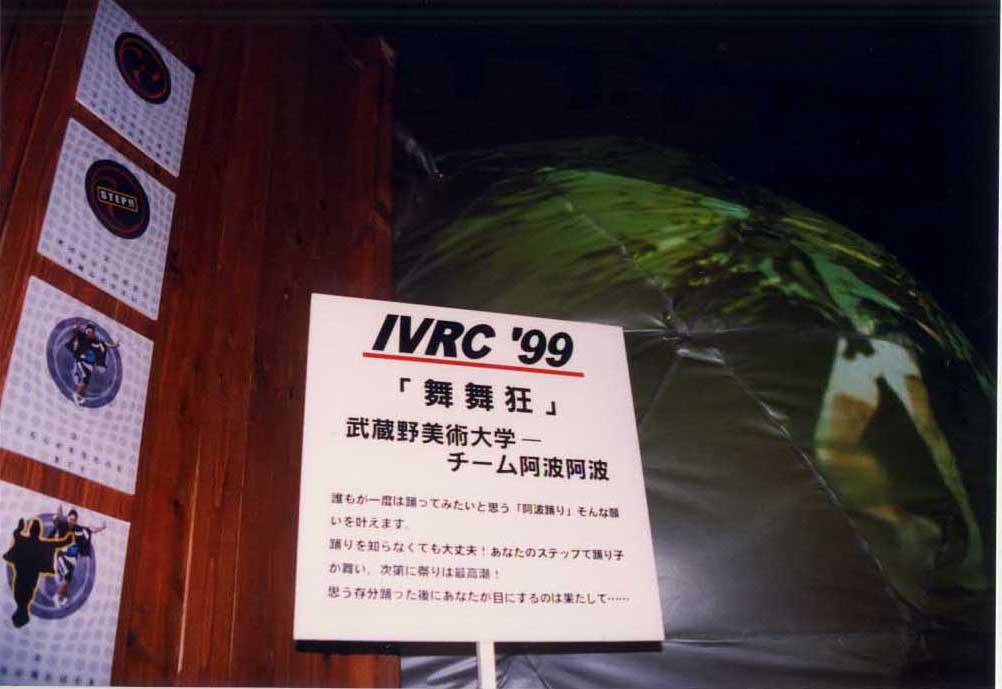 STEP!!
IVRC '99
「舞舞狂」
武蔵野美術大学―
チーム阿波阿波
誰もが一度は踊ってみたいと思う「阿波踊り」そんな願
いを叶えます。
踊りを知らなくても大丈夫！あなたのステップで踊り子
が舞い、次第に祭りは最高潮！
思う存分踊った後にあなたが目にするのは果たして……